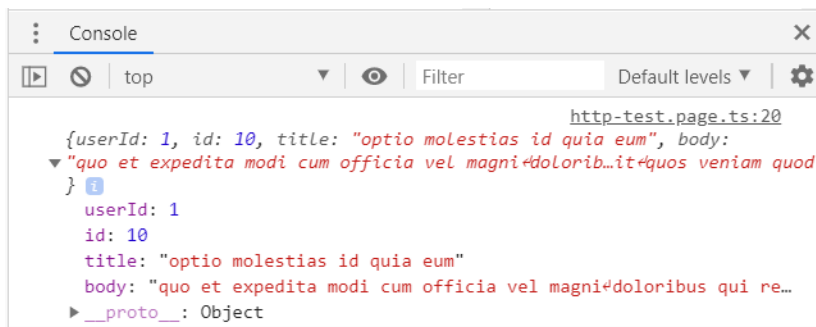 Console
top ▼ Filter Default levels ▼
http-test.page.ts:20
{userId: 1, id: 10, title: "optio molestias id quia eum", body:
▼"quo et expedita modi cum officia vel magni↵dolorib…it↵quos veniam quod
} i
userId: 1
id: 10
title: "optio molestias id quia eum"
body: "quo et expedita modi cum officia vel magni↵doloribus qui re…
▶__proto__: Object